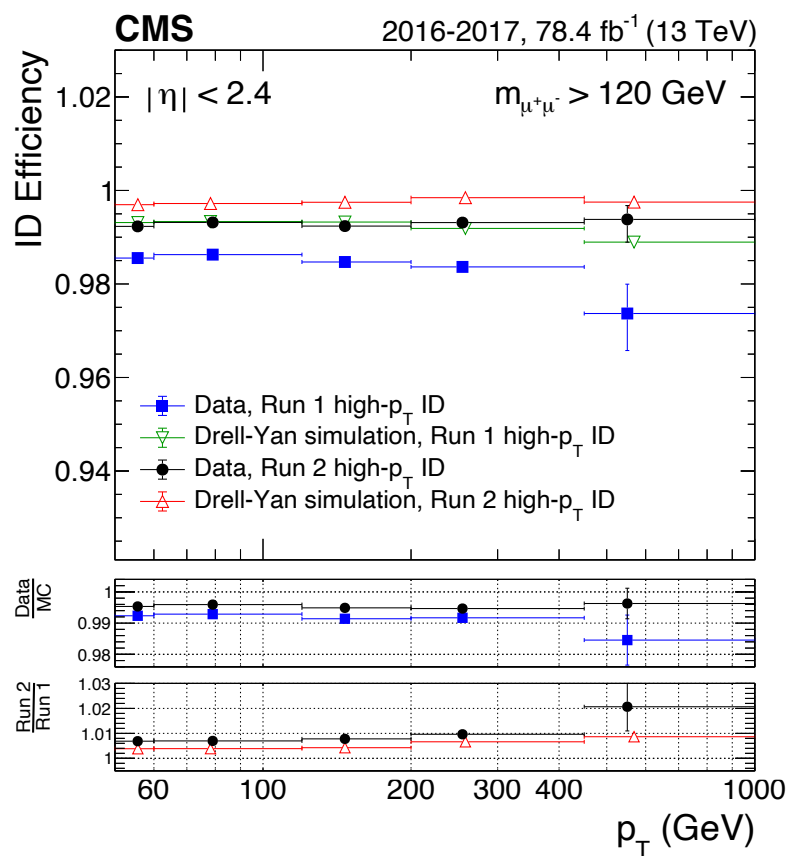 CMS 2016-2017, 78.4 fb⁻¹ (13 TeV)
|η| < 2.4 m_μ⁺μ⁻ > 120 GeV
ID Efficiency
1.02
1
0.98
0.96
0.94
Data, Run 1 high-p_T ID
Drell-Yan simulation, Run 1 high-p_T ID
Data, Run 2 high-p_T ID
Drell-Yan simulation, Run 2 high-p_T ID
Data
MC
1
0.99
0.98
Run 2
Run 1
1.03
1.02
1.01
1
60 100 200 300 400 1000
p_T (GeV)